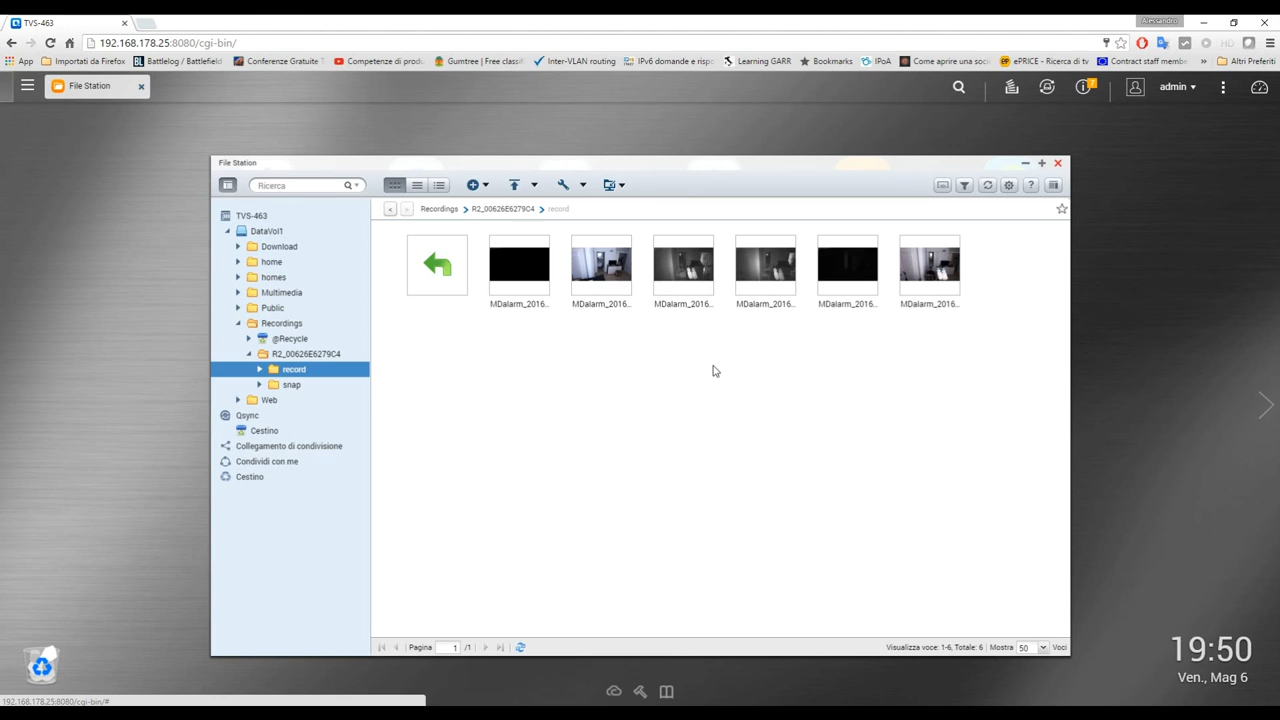 TVS-463
Alessandro
192.168.178.25:8080/cgi-bin/
App
Importati da Firefox
Battlelog / Battlefield
Conferenze Gratuite T
Competenze di produ
Gumtree | Free classif
Inter-VLAN routing
IPv6 domande e rispo
Learning GARR
Bookmarks
IPoA
Come aprire una soci
ePRICE - Ricerca di tv
Contract staff membe
Altri Preferiti
File Station
admin
File Station
Ricerca
Recordings
R2_00626E6279C4
record
TVS-463
DataVol1
Download
home
homes
Multimedia
Public
Recordings
@Recycle
R2_00626E6279C4
record
snap
Web
Qsync
Cestino
Collegamento di condivisione
Condividi con me
Cestino
MDalarm_2016...
MDalarm_2016...
MDalarm_2016...
MDalarm_2016...
MDalarm_2016...
MDalarm_2016...
Pagina 1 /1
Visualizza voce: 1-6, Totale: 6
Mostra 50 Voci
19:50
Ven., Mag 6
192.168.178.25:8080/cgi-bin/#